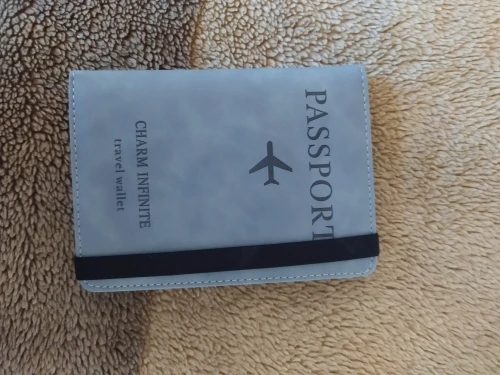 PASSPORT
CHARM INFINITE
travel wallet